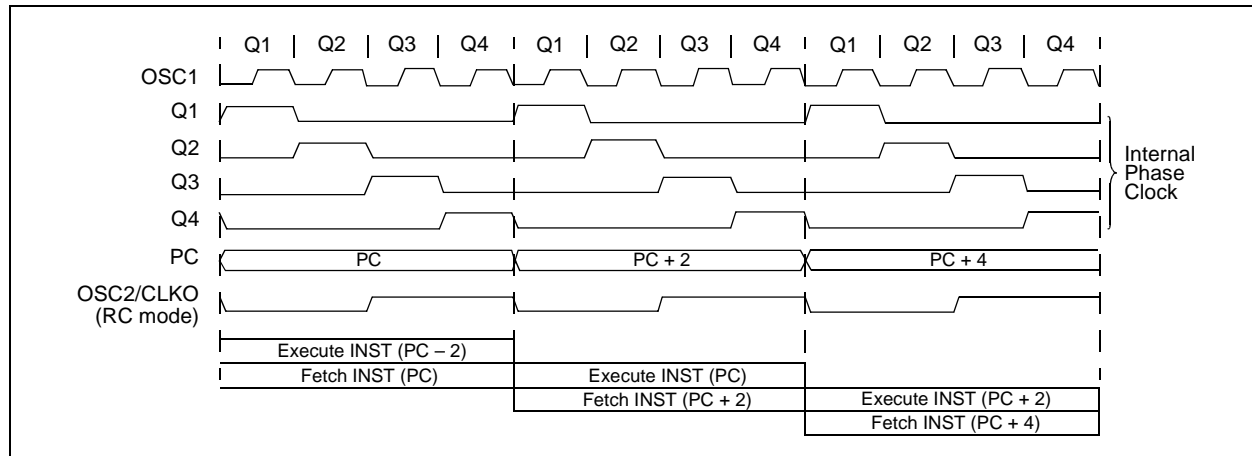 Q1 Q2 Q3 Q4 Q1 Q2 Q3 Q4 Q1 Q2 Q3 Q4
OSC1
Q1
Q2
Q3
Q4
Internal
Phase
Clock
PC PC PC + 2 PC + 4
OSC2/CLKO
(RC mode)
Execute INST (PC – 2)
Fetch INST (PC) Execute INST (PC)
Fetch INST (PC + 2) Execute INST (PC + 2)
Fetch INST (PC + 4)